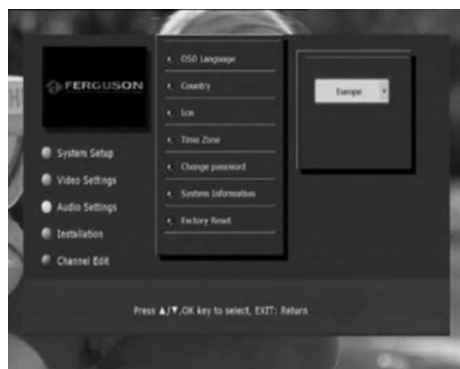 FERGUSON
System Setup
Video Settings
Audio Settings
Installation
Channel Edit
OSD Language
Country
Lcn
Time Zone
Change password
System Information
Factory Reset
Europe
Press ▲/▼,OK key to select, EXIT: Return